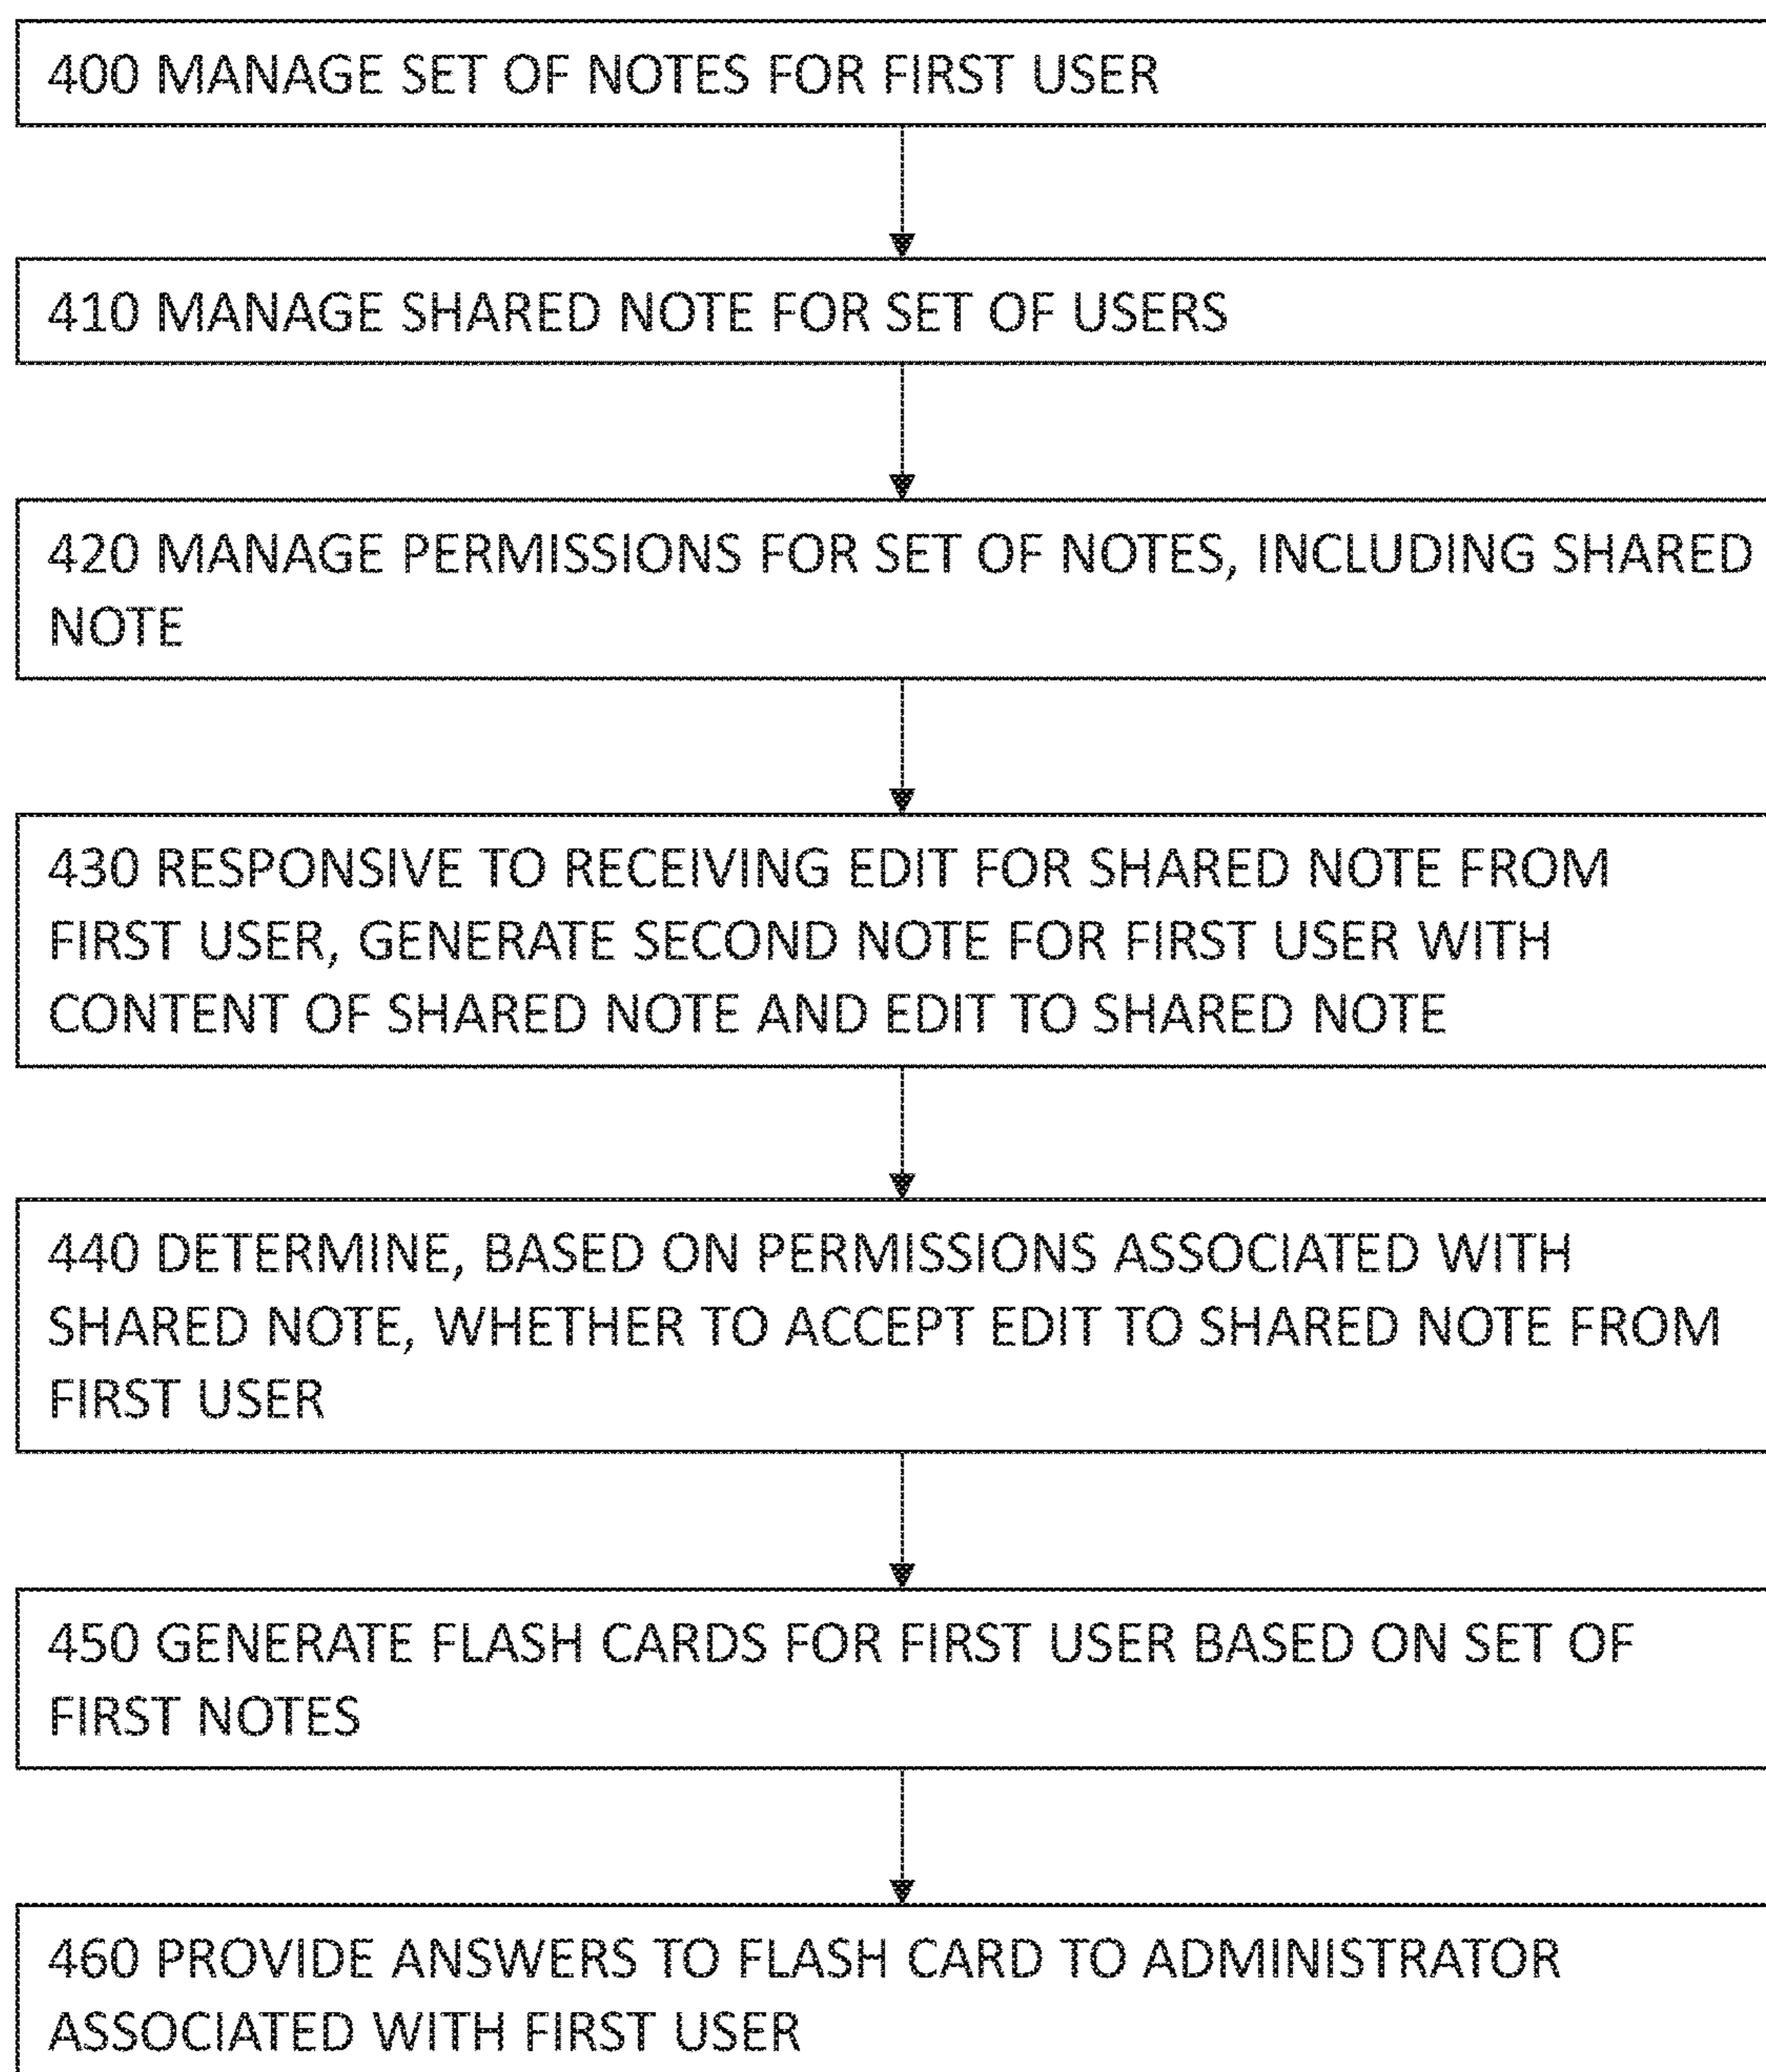 400 MANAGE SET OF NOTES FOR FIRST USER
410 MANAGE SHARED NOTE FOR SET OF USERS
420 MANAGE PERMISSIONS FOR SET OF NOTES, INCLUDING SHARED
NOTE
430 RESPONSIVE TO RECEIVING EDIT FOR SHARED NOTE FROM
FIRST USER, GENERATE SECOND NOTE FOR FIRST USER WITH
CONTENT OF SHARED NOTE AND EDIT TO SHARED NOTE
440 DETERMINE, BASED ON PERMISSIONS ASSOCIATED WITH
SHARED NOTE, WHETHER TO ACCEPT EDIT TO SHARED NOTE FROM
FIRST USER
450 GENERATE FLASH CARDS FOR FIRST USER BASED ON SET OF
FIRST NOTES
460 PROVIDE ANSWERS TO FLASH CARD TO ADMINISTRATOR
ASSOCIATED WITH FIRST USER